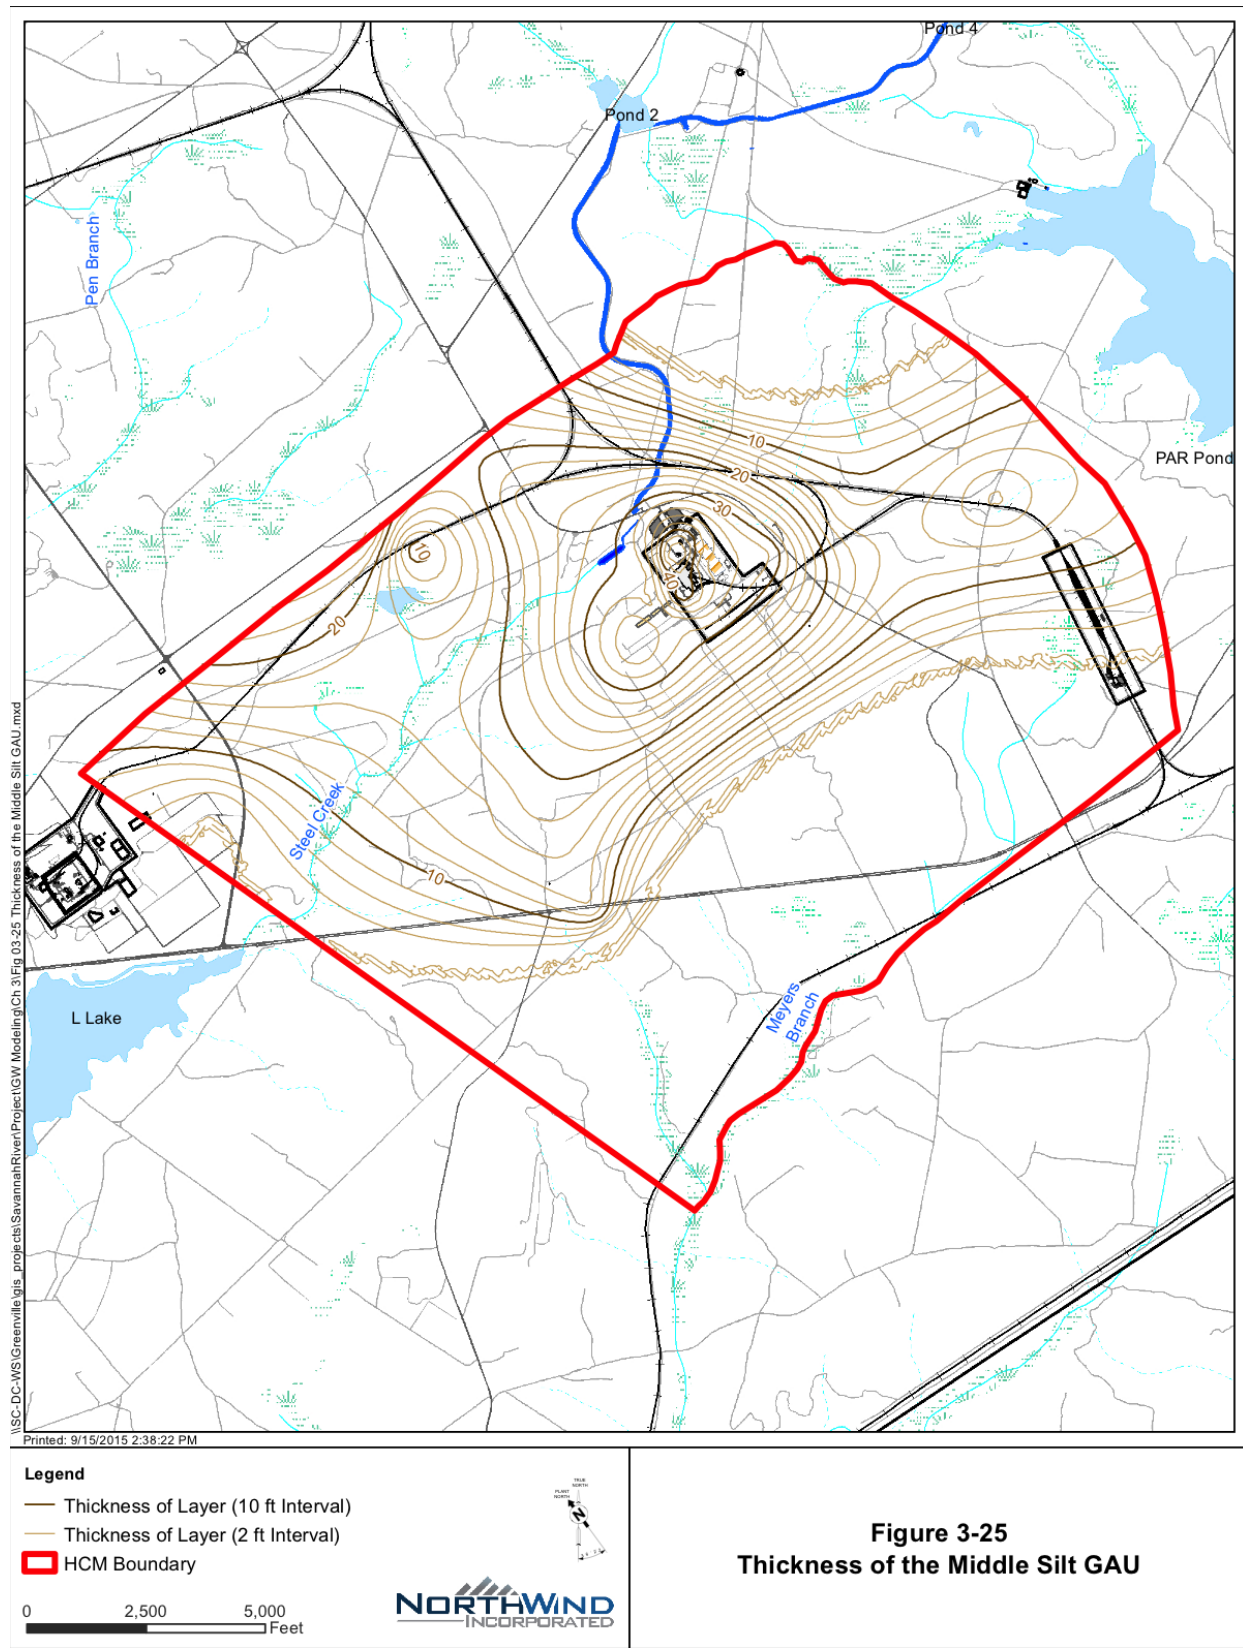 Pond 4
Pond 2
Pen Branch
PAR Pond
10
20
30
10
40
20
Steel Creek
10
L Lake
Meyers
Branch
\\SC-DC-WS\Greenville\gis_projects\SavannahRiver\Project\GW Modeling\Ch 3\Fig 03-25 Thickness of the Middle Silt GAU.mxd
Printed: 9/15/2015 2:38:22 PM
Legend
Thickness of Layer (10 ft Interval)
Thickness of Layer (2 ft Interval)
HCM Boundary
0 2,500 5,000
Feet
TRUE
NORTH
PLANT
NORTH
N
NORTHWIND
INCORPORATED
Figure 3-25
Thickness of the Middle Silt GAU